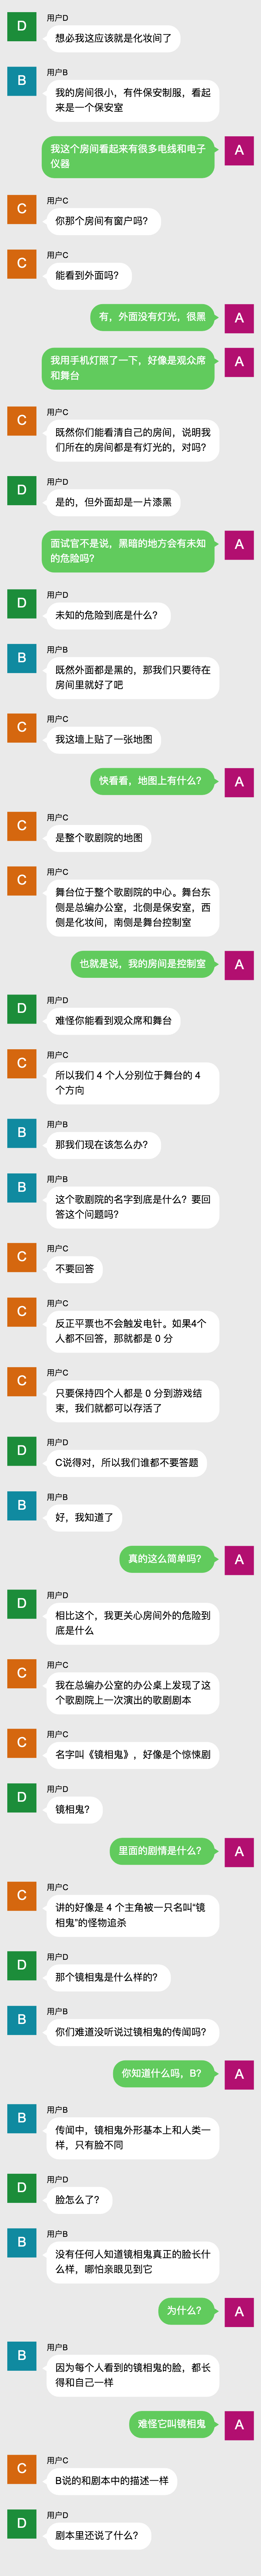 D
用户D
想必我这应该就是化妆间了
B
用户B
我的房间很小，有件保安制服，看起
来是一个保安室
我这个房间看起来有很多电线和电子
仪器
A
C
用户C
你那个房间有窗户吗？
C
用户C
能看到外面吗？
有，外面没有灯光，很黑
A
我用手机灯照了一下，好像是观众席
和舞台
A
C
用户C
既然你们能看清自己的房间，说明我
们所在的房间都是有灯光的，对吗？
D
用户D
是的，但外面却是一片漆黑
面试官不是说，黑暗的地方会有未知
的危险吗？
A
D
用户D
未知的危险到底是什么？
B
用户B
既然外面都是黑的，那我们只要待在
房间里就好了吧
C
用户C
我这墙上贴了一张地图
快看看，地图上有什么？
A
C
用户C
是整个歌剧院的地图
C
用户C
舞台位于整个歌剧院的中心。舞台东
侧是总编办公室，北侧是保安室，西
侧是化妆间，南侧是舞台控制室
也就是说，我的房间是控制室
A
D
用户D
难怪你能看到观众席和舞台
C
用户C
所以我们 4 个人分别位于舞台的 4
个方向
B
用户B
那我们现在该怎么办？
B
用户B
这个歌剧院的名字到底是什么？要回
答这个问题吗？
C
用户C
不要回答
C
用户C
反正平票也不会触发电针。如果4个
人都不回答，那就都是 0 分
C
用户C
只要保持四个人都是 0 分到游戏结
束，我们就都可以存活了
D
用户D
C说得对，所以我们谁都不要答题
B
用户B
好，我知道了
真的这么简单吗？
A
D
用户D
相比这个，我更关心房间外的危险到
底是什么
C
用户C
我在总编办公室的办公桌上发现了这
个歌剧院上一次演出的歌剧剧本
C
用户C
名字叫《镜相鬼》，好像是个惊悚剧
D
用户D
镜相鬼？
里面的剧情是什么？
A
C
用户C
讲的好像是 4 个主角被一只名叫“镜
相鬼”的怪物追杀
D
用户D
那个镜相鬼是什么样的？
B
用户B
你们难道没听说过镜相鬼的传闻吗？
你知道什么吗，B？
A
B
用户B
传闻中，镜相鬼外形基本上和人类一
样，只有脸不同
D
用户D
脸怎么了？
B
用户B
没有任何人知道镜相鬼真正的脸长什
么样，哪怕亲眼见到它
为什么？
A
B
用户B
因为每个人看到的镜相鬼的脸，都长
得和自己一样
难怪它叫镜相鬼
A
C
用户C
B说的和剧本中的描述一样
D
用户D
剧本里还说了什么？